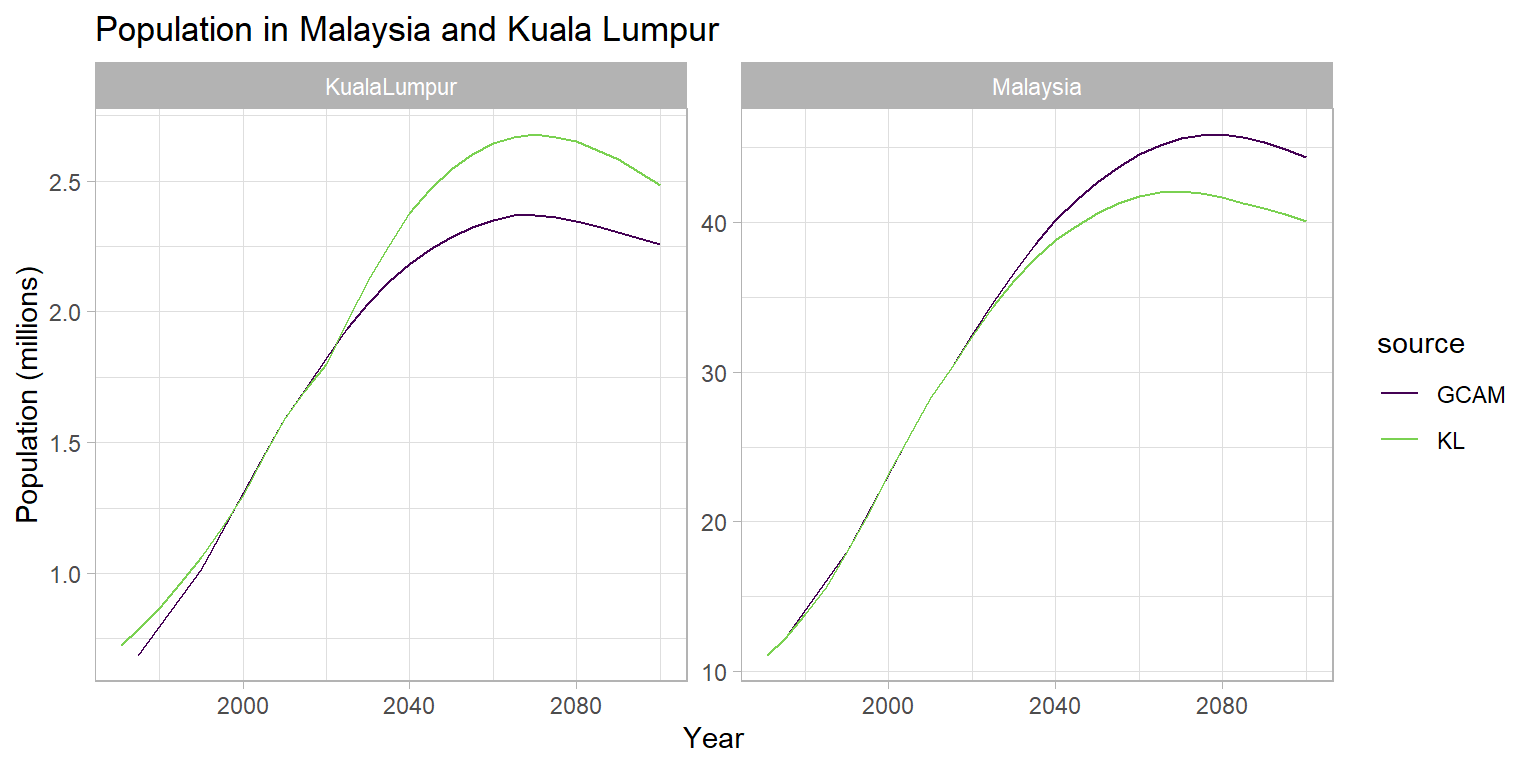 Population in Malaysia and Kuala Lumpur
KualaLumpur
Malaysia
Population (millions)
2.5
2.0
1.5
1.0
40
30
20
10
2000
2040
2080
2000
2040
2080
Year
source
GCAM
KL